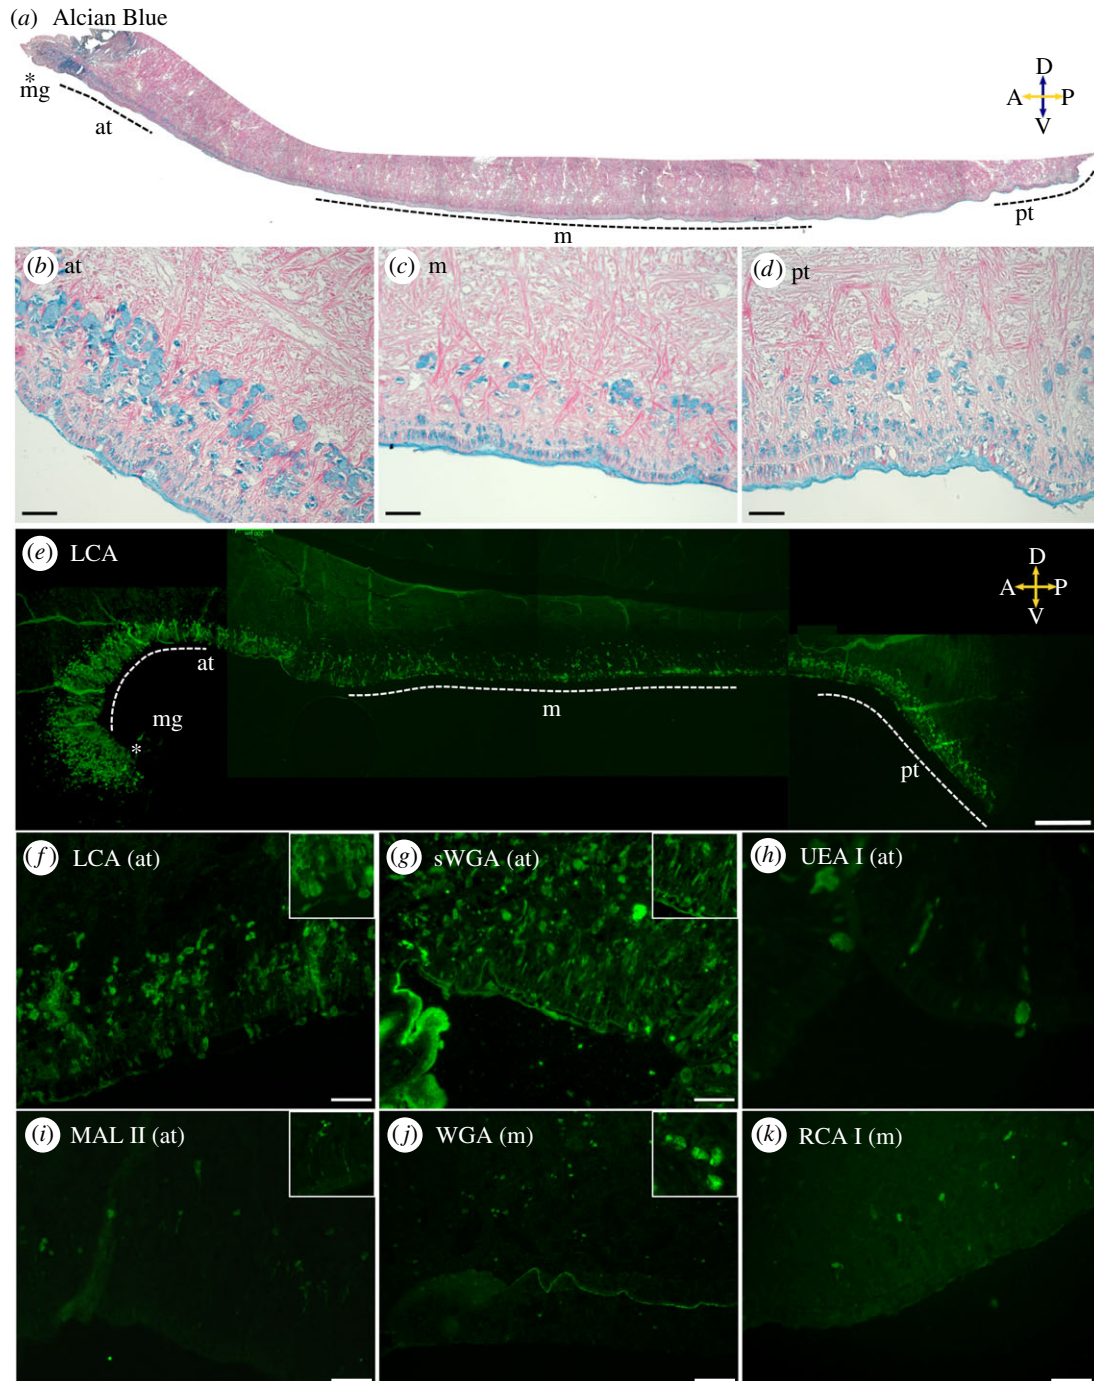 (a) Alcian Blue
D
A P
V
*
mg
at
m
pt
(b) at
(c) m
(d) pt
(e) LCA
D
A P
V
at
mg
*
m
pt
(f) LCA (at)
(g) sWGA (at)
(h) UEA I (at)
(i) MAL II (at)
(j) WGA (m)
(k) RCA I (m)